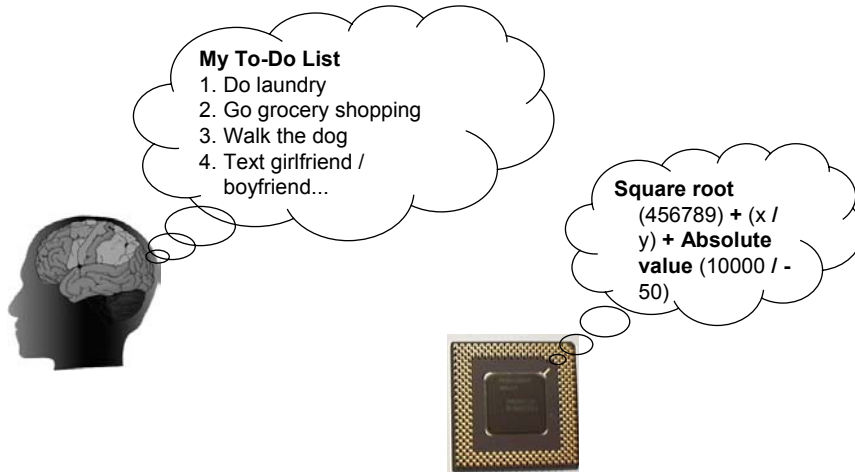 My To-Do List
1. Do laundry
2. Go grocery shopping
3. Walk the dog
4. Text girlfriend /
boyfriend...
Square root
(456789) + (x /
y) + Absolute
value (10000 / -
50)